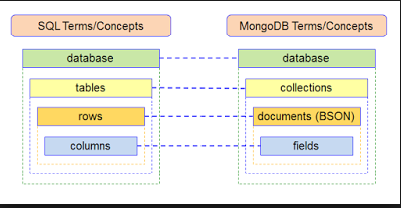 SQL Terms/Concepts MongoDB Terms/Concepts
database database
tables collections
rows documents (BSON)
columns fields